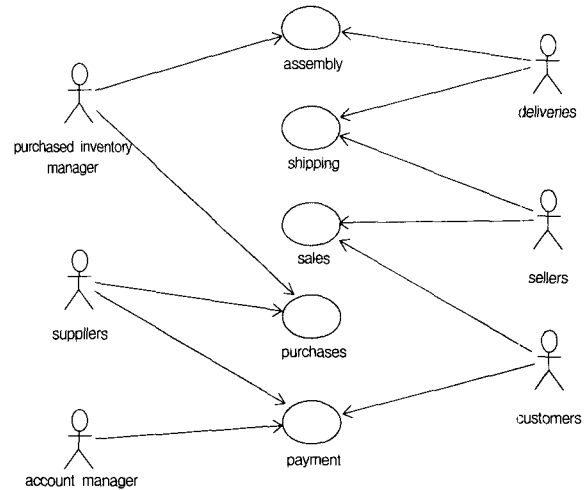 assembly
deliveries
purchased inventory
manager
shipping
sales
sellers
suppliers
purchases
customers
payment
account manager